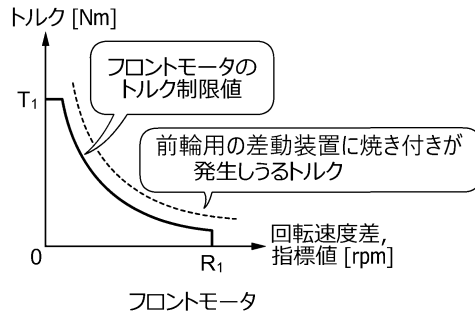 トルク [Nm]
フロントモータの
トルク制限値
T₁
前輪用の差動装置に焼き付きが
発生しうるトルク
回転速度差,
指標値 [rpm]
0
R₁
フロントモータ